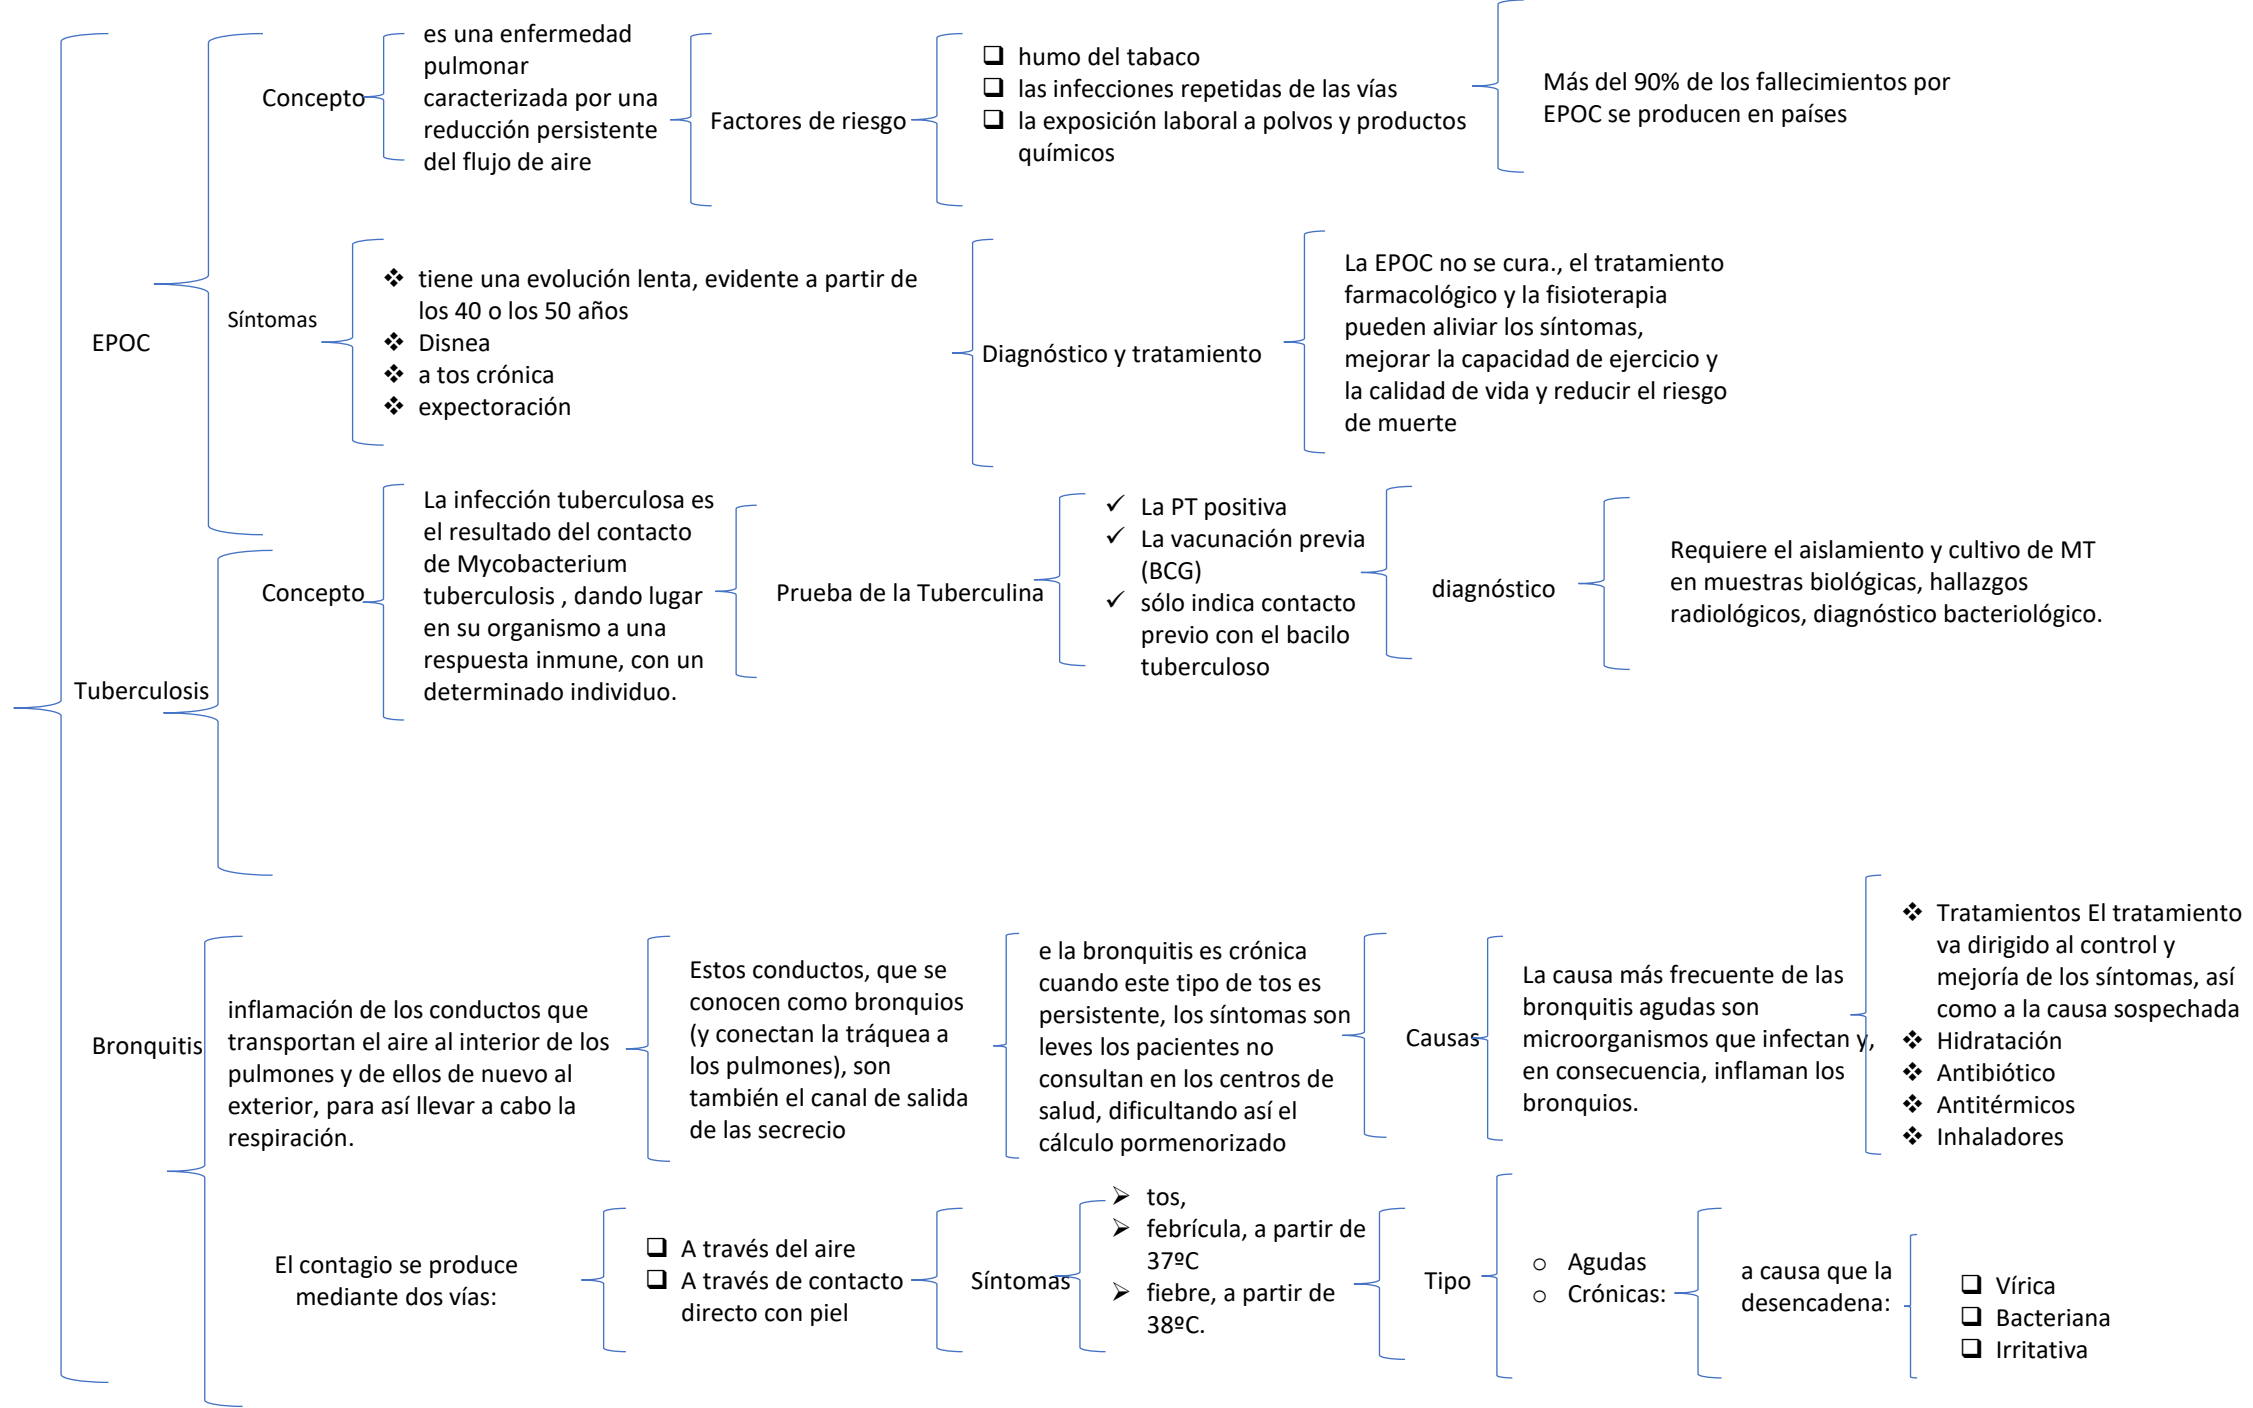 EPOC
Concepto
es una enfermedad
pulmonar
caracterizada por una
reducción persistente
del flujo de aire
Factores de riesgo
❑ humo del tabaco
❑ las infecciones repetidas de las vías
❑ la exposición laboral a polvos y productos
químicos
Más del 90% de los fallecimientos por
EPOC se producen en países
Síntomas
❖ tiene una evolución lenta, evidente a partir de
los 40 o los 50 años
❖ Disnea
❖ a tos crónica
❖ expectoración
Diagnóstico y tratamiento
La EPOC no se cura., el tratamiento
farmacológico y la fisioterapia
pueden aliviar los síntomas,
mejorar la capacidad de ejercicio y
la calidad de vida y reducir el riesgo
de muerte
Tuberculosis
Concepto
La infección tuberculosa es
el resultado del contacto
de Mycobacterium
tuberculosis , dando lugar
en su organismo a una
respuesta inmune, con un
determinado individuo.
Prueba de la Tuberculina
✓ La PT positiva
✓ La vacunación previa
(BCG)
✓ sólo indica contacto
previo con el bacilo
tuberculoso
diagnóstico
Requiere el aislamiento y cultivo de MT
en muestras biológicas, hallazgos
radiológicos, diagnóstico bacteriológico.
Bronquitis
inflamación de los conductos que
transportan el aire al interior de los
pulmones y de ellos de nuevo al
exterior, para así llevar a cabo la
respiración.
Estos conductos, que se
conocen como bronquios
(y conectan la tráquea a
los pulmones), son
también el canal de salida
de las secrecio
e la bronquitis es crónica
cuando este tipo de tos es
persistente, los síntomas son
leves los pacientes no
consultan en los centros de
salud, dificultando así el
cálculo pormenorizado
Causas
La causa más frecuente de las
bronquitis agudas son
microorganismos que infectan y,
en consecuencia, inflaman los
bronquios.
❖ Tratamientos El tratamiento
va dirigido al control y
mejoría de los síntomas, así
como a la causa sospechada
❖ Hidratación
❖ Antibiótico
❖ Antitérmicos
❖ Inhaladores
El contagio se produce
mediante dos vías:
❑ A través del aire
❑ A través de contacto
directo con piel
Síntomas
➢ tos,
➢ febrícula, a partir de
37ºC
➢ fiebre, a partir de
38ºC.
Tipo
o Agudas
o Crónicas:
a causa que la
desencadena:
❑ Vírica
❑ Bacteriana
❑ Irritativa